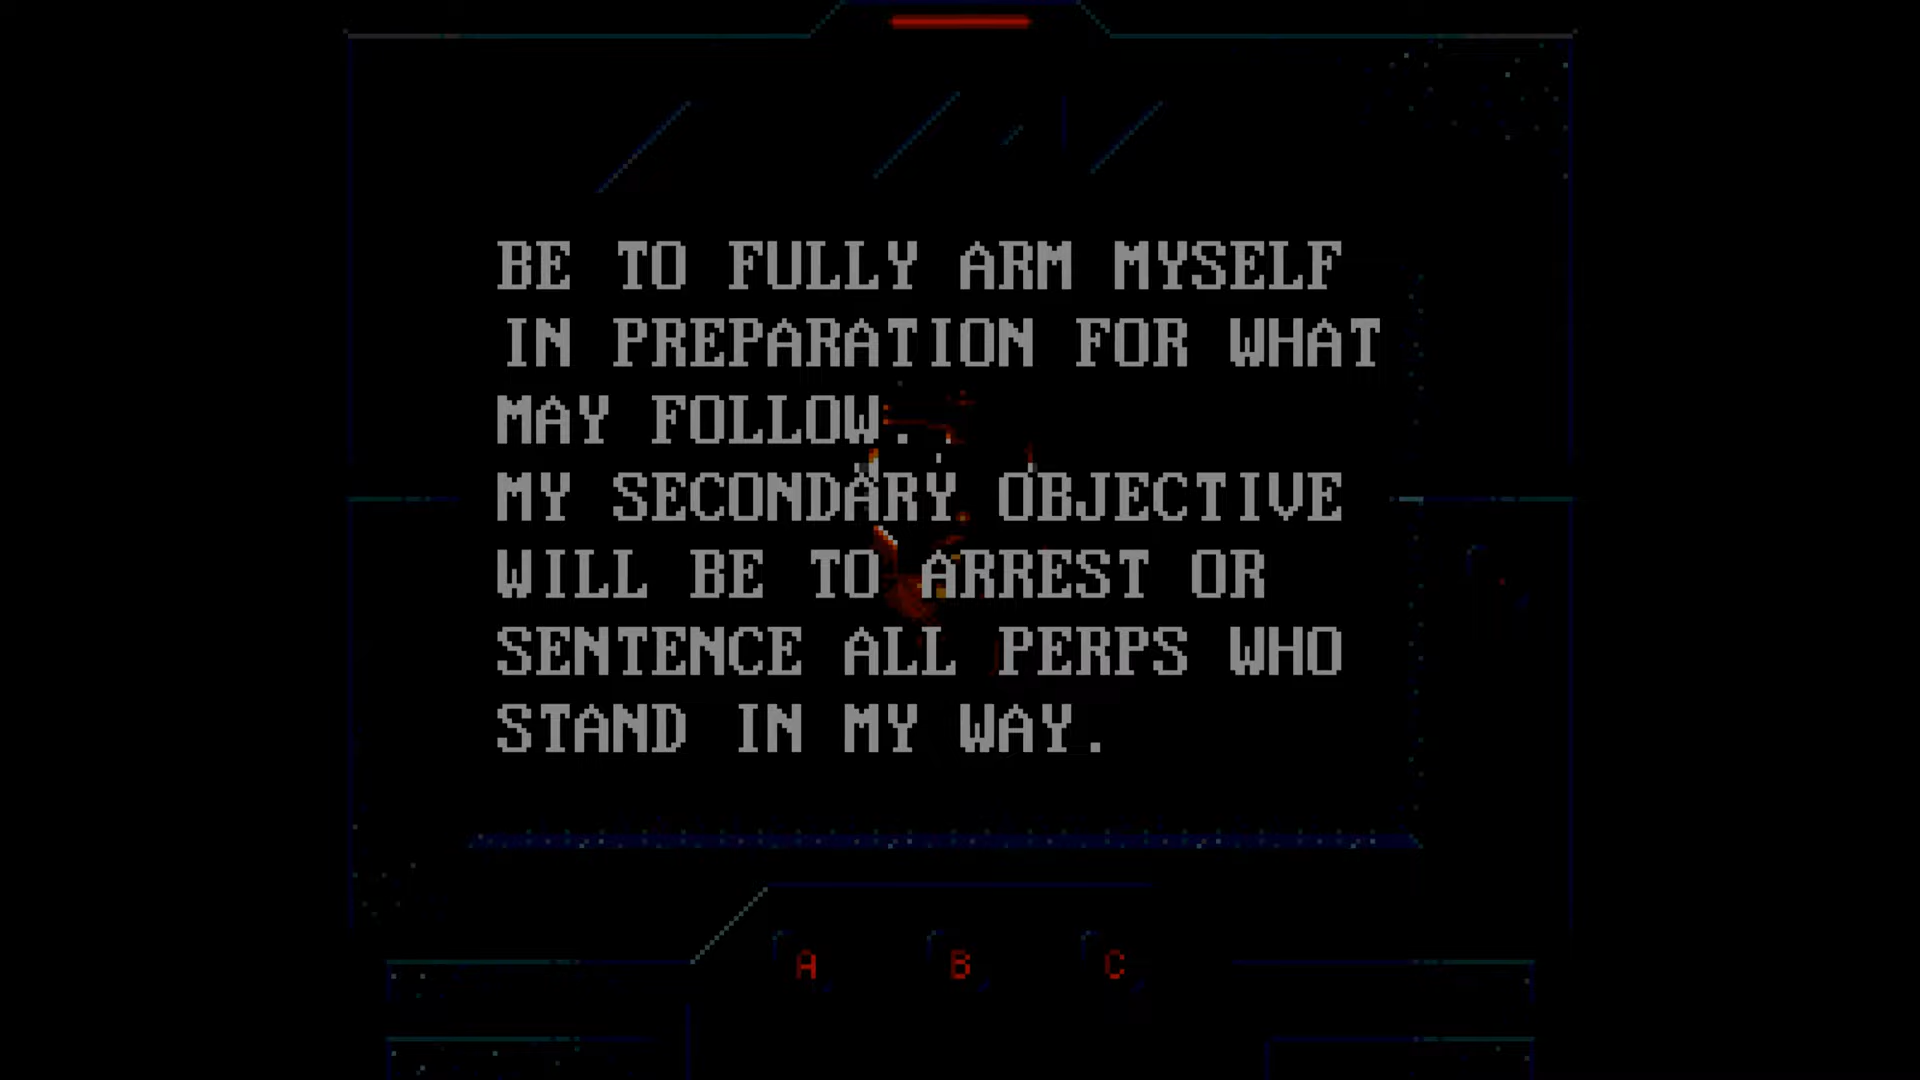 BE TO FULLY ARM MYSELF
IN PREPARATION FOR WHAT
MAY FOLLOW.
MY SECONDARY OBJECTIVE
WILL BE TO ARREST OR
SENTENCE ALL PERPS WHO
STAND IN MY WAY.
A B C